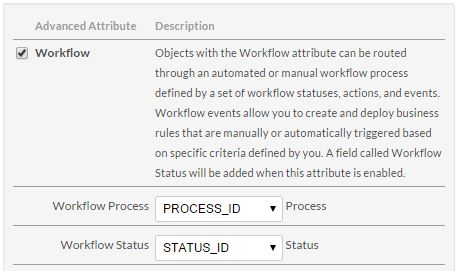 Advanced Attribute Description
Workflow Objects with the Workflow attribute can be routed
through an automated or manual workflow process
defined by a set of workflow statuses, actions, and events.
Workflow events allow you to create and deploy business
rules that are manually or automatically triggered based
on specific criteria defined by you. A field called Workflow
Status will be added when this attribute is enabled.
Workflow Process PROCESS_ID Process
Workflow Status STATUS_ID Status